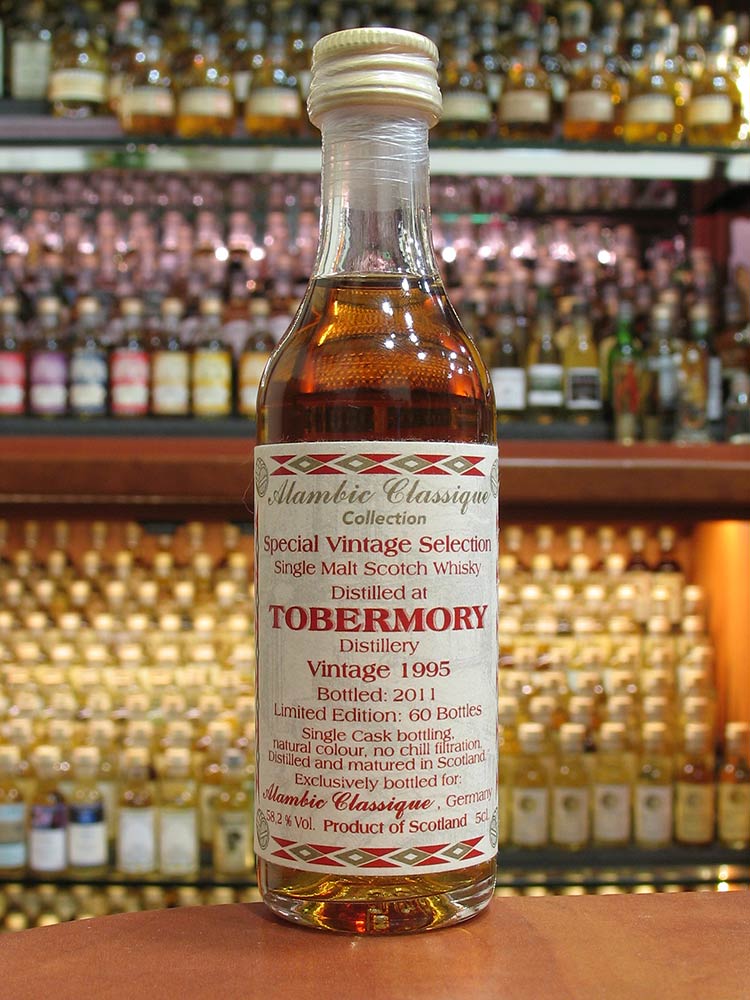 Alambic Classique
Collection
Special Vintage Selection
Single Malt Scotch Whisky
Distilled at
TOBERMORY
Distillery
Vintage 1995
Bottled: 2011
Limited Edition: 60 Bottles
Single Cask bottling,
natural colour, no chill filtration,
Distilled and matured in Scotland
Exclusively bottled for:
Alambic Classique, Germany
58,2 % Vol. Product of Scotland 5cl